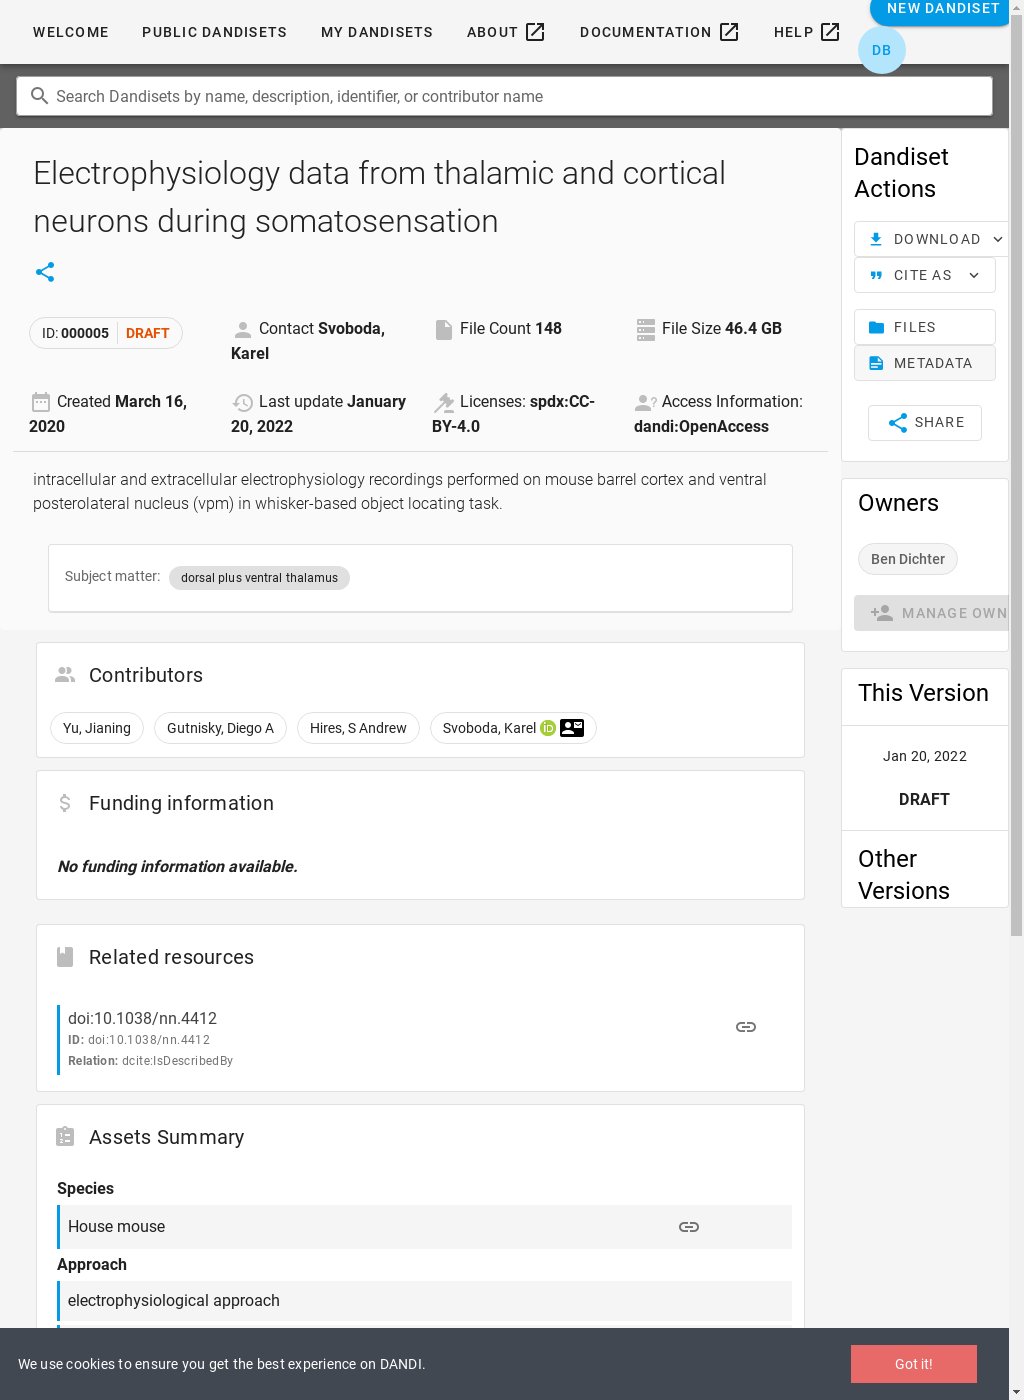 WELCOME PUBLIC DANDISETS MY DANDISETS ABOUT DOCUMENTATION HELP NEW DANDISET
DB
Search Dandisets by name, description, identifier, or contributor name
Electrophysiology data from thalamic and cortical
neurons during somatosensation
ID: 000005 DRAFT
Contact Svoboda,
Karel
File Count 148
File Size 46.4 GB
Created March 16,
2020
Last update January
20, 2022
Licenses: spdx:CC-
BY-4.0
Access Information:
dandi:OpenAccess
intracellular and extracellular electrophysiology recordings performed on mouse barrel cortex and ventral
posterolateral nucleus (vpm) in whisker-based object locating task.
Subject matter: dorsal plus ventral thalamus
Contributors
Yu, Jianing Gutnisky, Diego A Hires, S Andrew Svoboda, Karel iD
Funding information
No funding information available.
Related resources
doi:10.1038/nn.4412
ID: doi:10.1038/nn.4412
Relation: dcite:IsDescribedBy
Assets Summary
Species
House mouse
Approach
electrophysiological approach
Dandiset
Actions
DOWNLOAD
CITE AS
FILES
METADATA
SHARE
Owners
Ben Dichter
MANAGE OWN
This Version
Jan 20, 2022
DRAFT
Other
Versions
We use cookies to ensure you get the best experience on DANDI.
Got it!